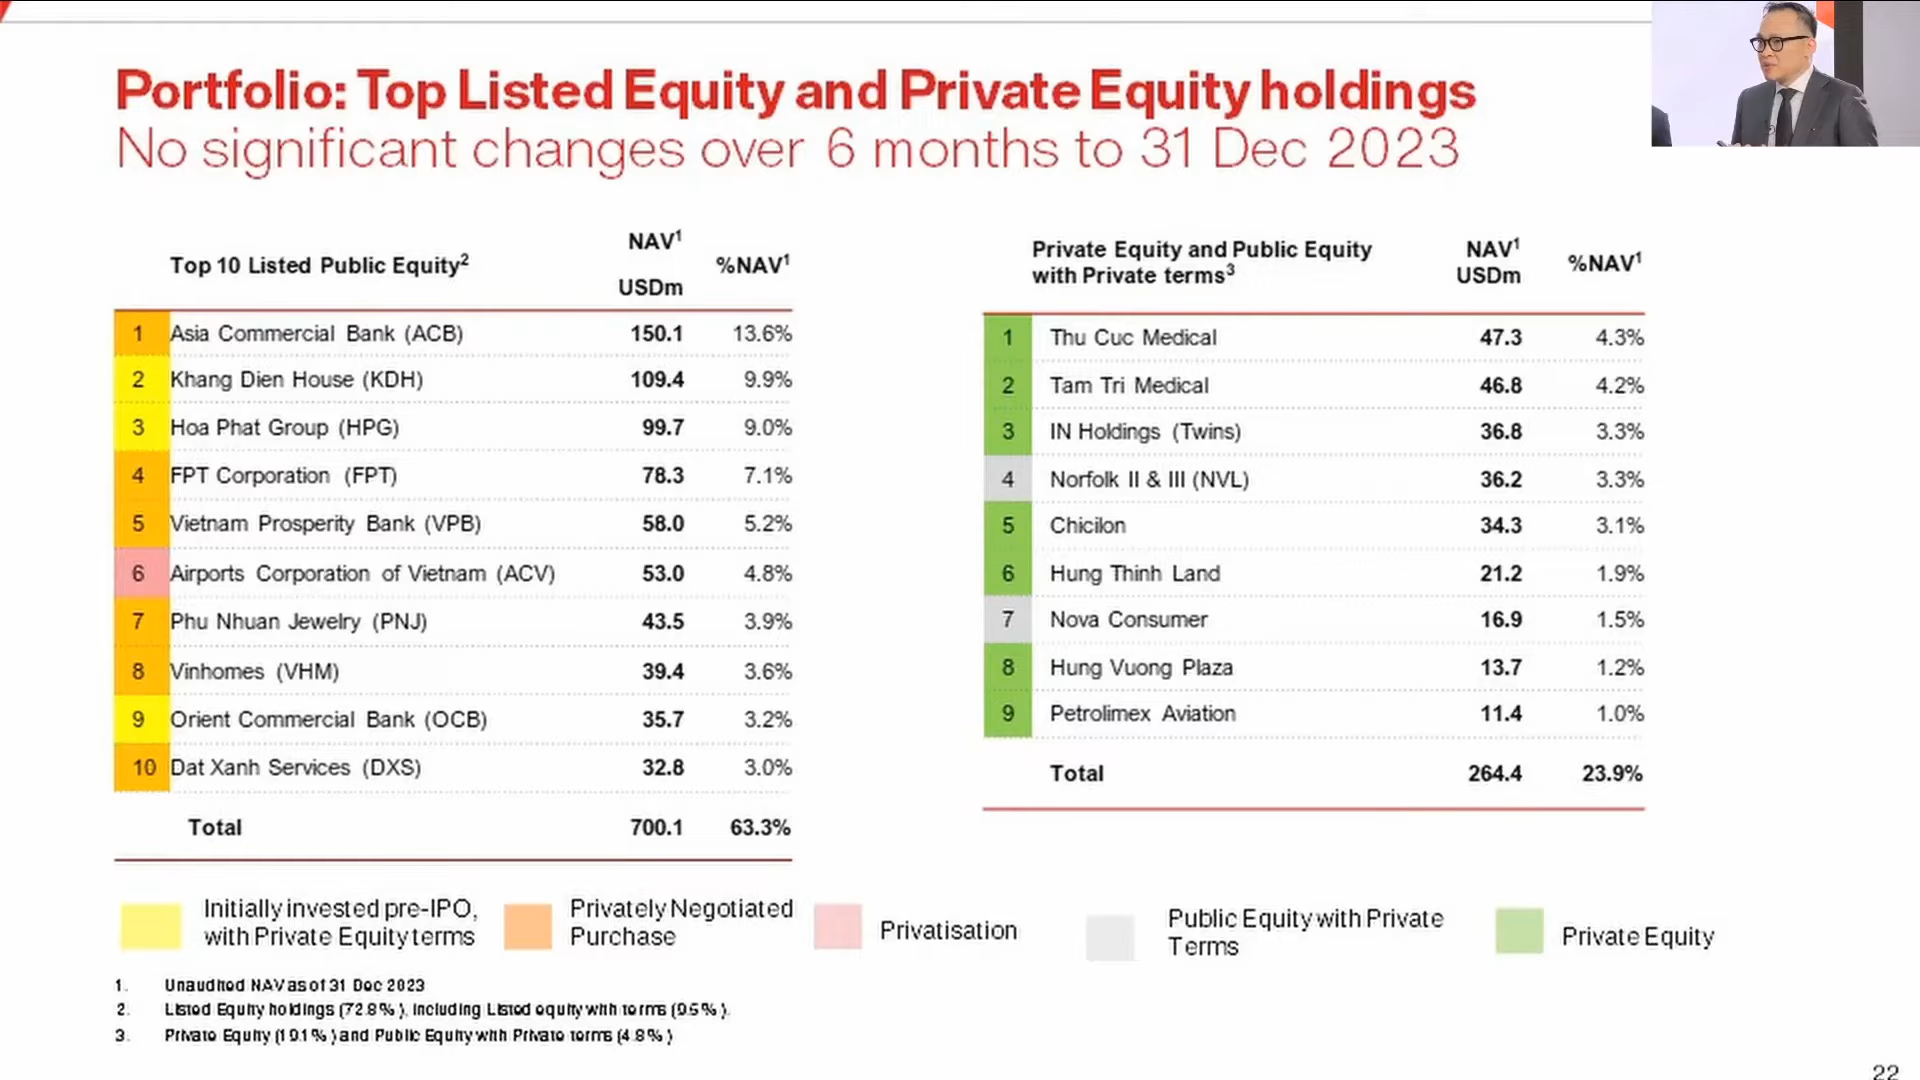 Portfolio: Top Listed Equity and Private Equity holdings
No significant changes over 6 months to 31 Dec 2023
Top 10 Listed Public Equity2 NAV1 USDm %NAV1
1 Asia Commercial Bank (ACB) 150.1 13.6%
2 Khang Dien House (KDH) 109.4 9.9%
3 Hoa Phat Group (HPG) 99.7 9.0%
4 FPT Corporation (FPT) 78.3 7.1%
5 Vietnam Prosperity Bank (VPB) 58.0 5.2%
6 Airports Corporation of Vietnam (ACV) 53.0 4.8%
7 Phu Nhuan Jewelry (PNJ) 43.5 3.9%
8 Vinhomes (VHM) 39.4 3.6%
9 Orient Commercial Bank (OCB) 35.7 3.2%
10 Dat Xanh Services (DXS) 32.8 3.0%
Total 700.1 63.3%
Private Equity and Public Equity NAV1 %NAV1
with Private terms3 USDm
1 Thu Cuc Medical 47.3 4.3%
2 Tam Tri Medical 46.8 4.2%
3 IN Holdings (Twins) 36.8 3.3%
4 Norfolk II & III (NVL) 36.2 3.3%
5 Chicilon 34.3 3.1%
6 Hung Thinh Land 21.2 1.9%
7 Nova Consumer 16.9 1.5%
8 Hung Vuong Plaza 13.7 1.2%
9 Petrolimex Aviation 11.4 1.0%
Total 264.4 23.9%
Initially invested pre-IPO,
with Private Equity terms
Privately Negotiated
Purchase
Privatisation
Public Equity with Private
Terms
Private Equity
1. Unaudited NAV as of 31 Dec 2023
2. Listed Equity holdings (72.8%), including Listed equity with terms (9.5%).
3. Private Equity (19.1%) and Public Equity with Private terms (4.8%)
22